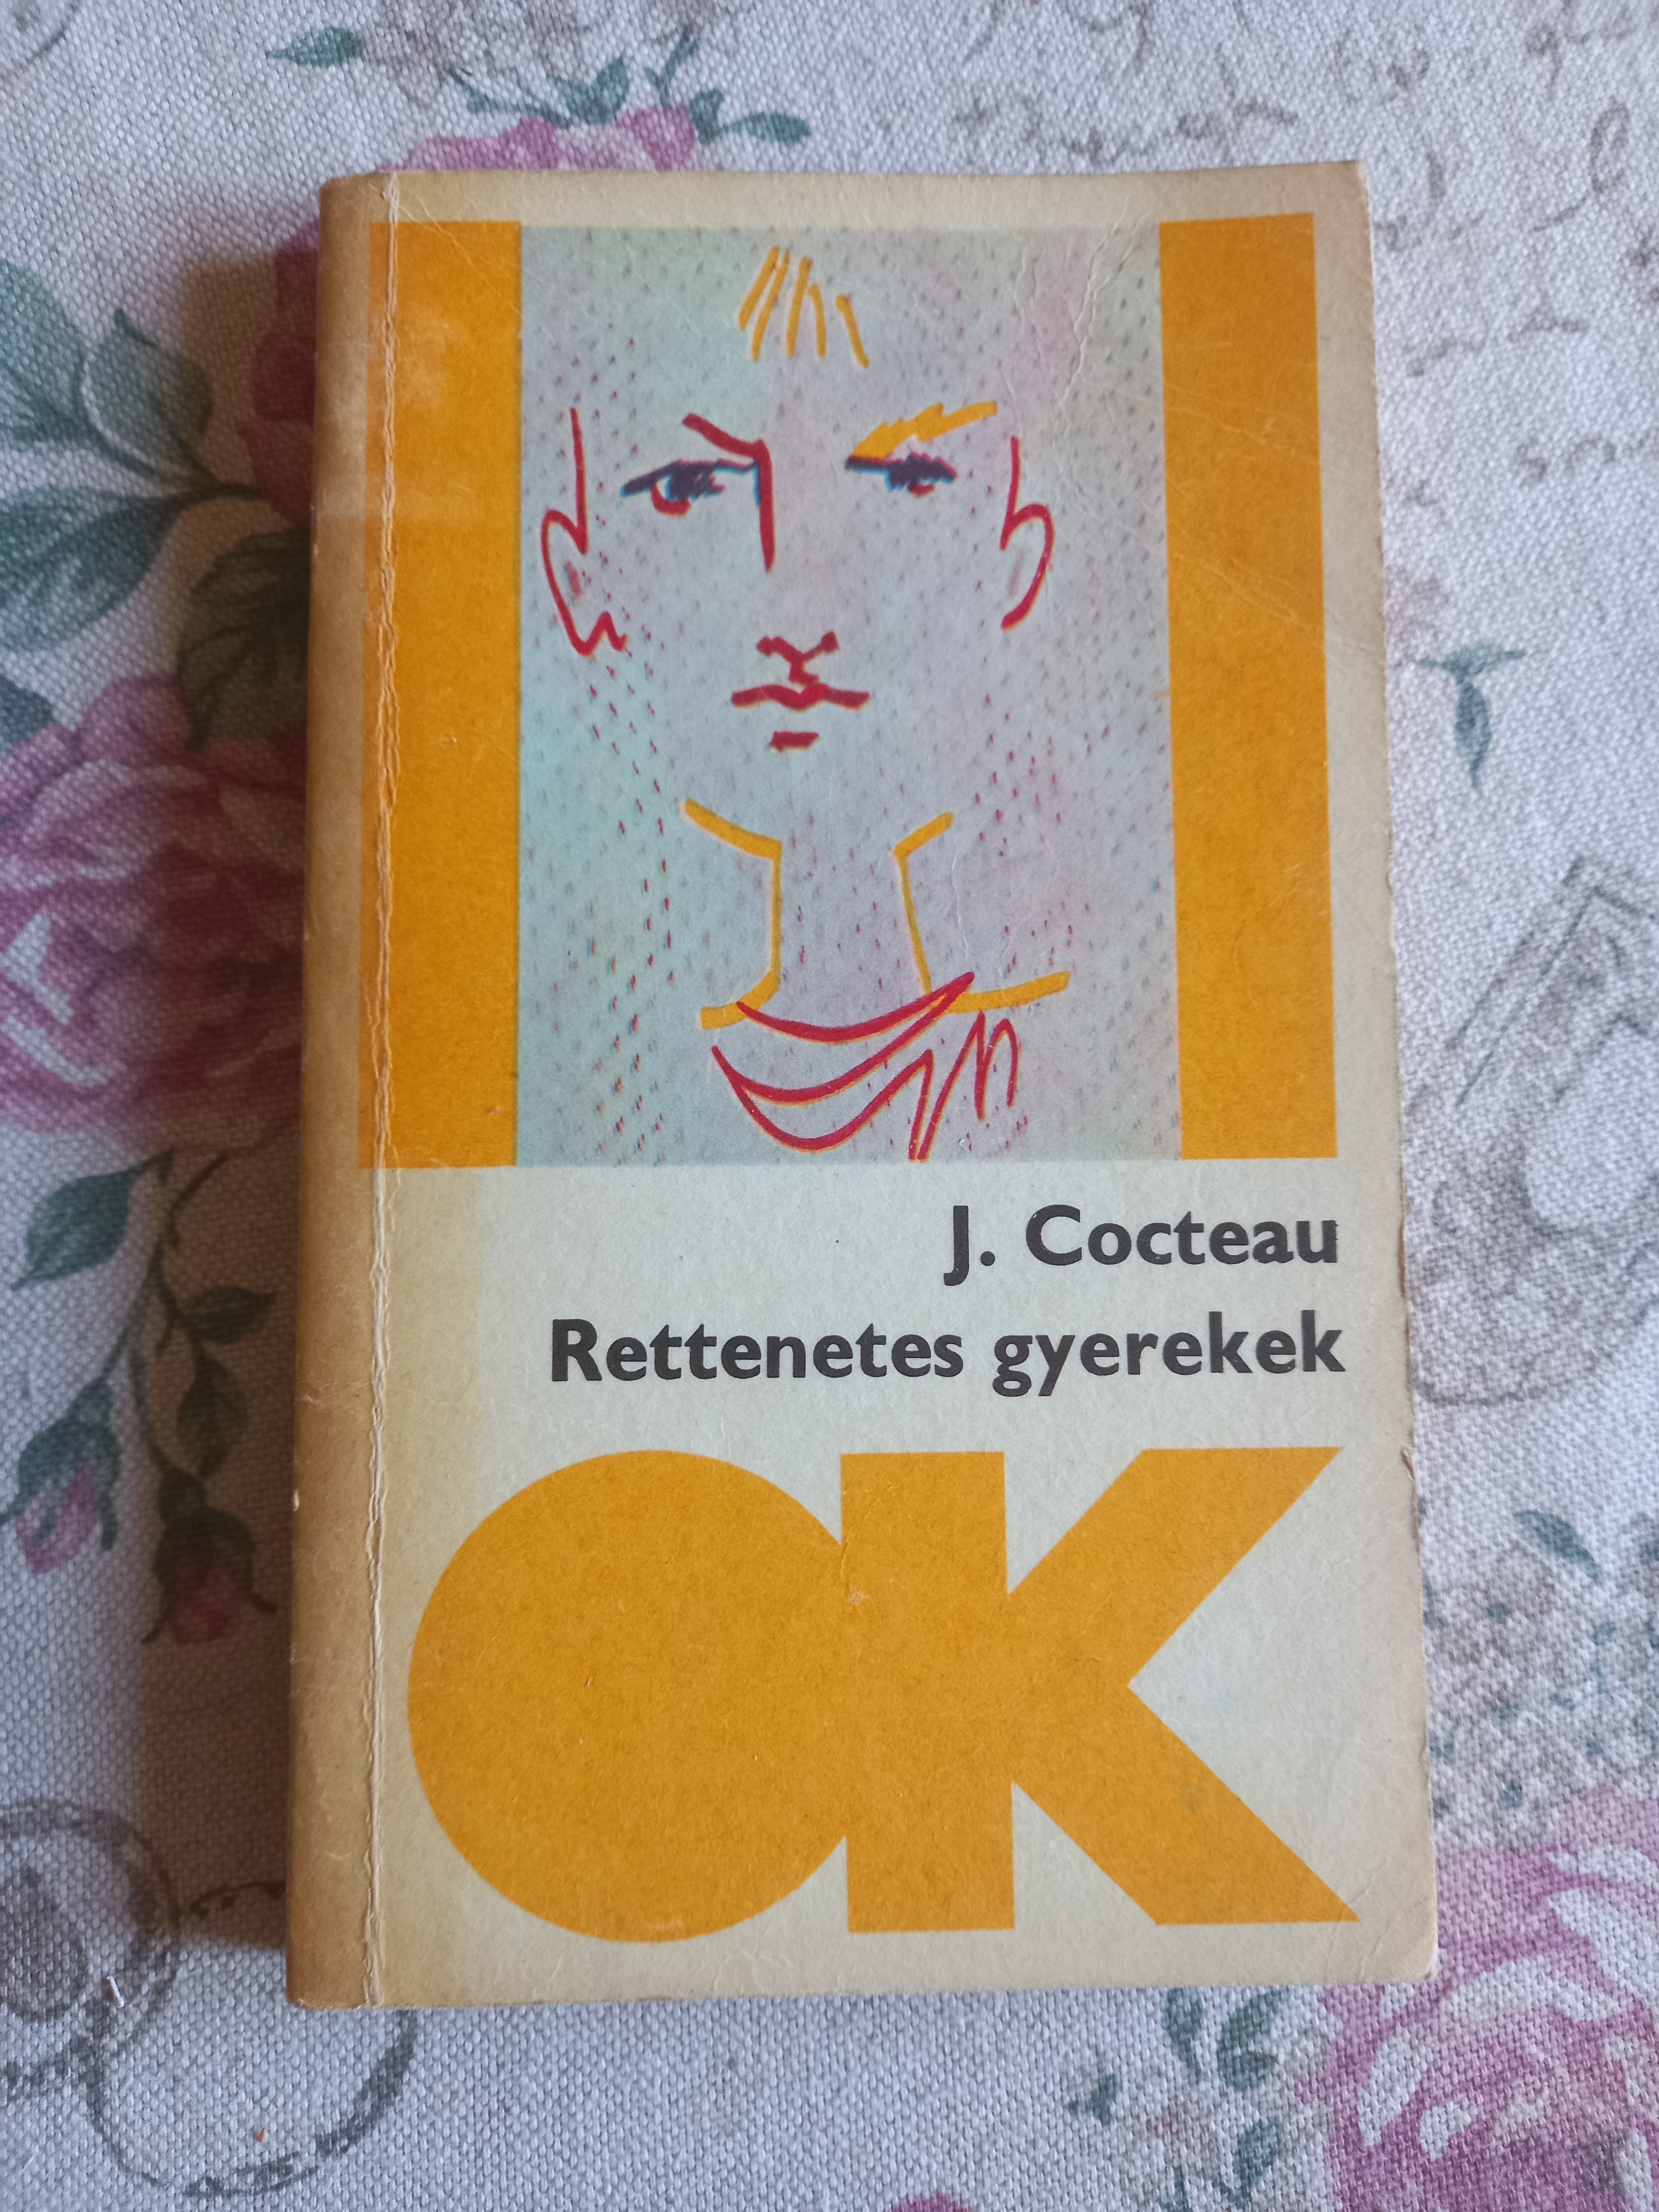 J. Cocteau
Rettenetes gyerekek
OK